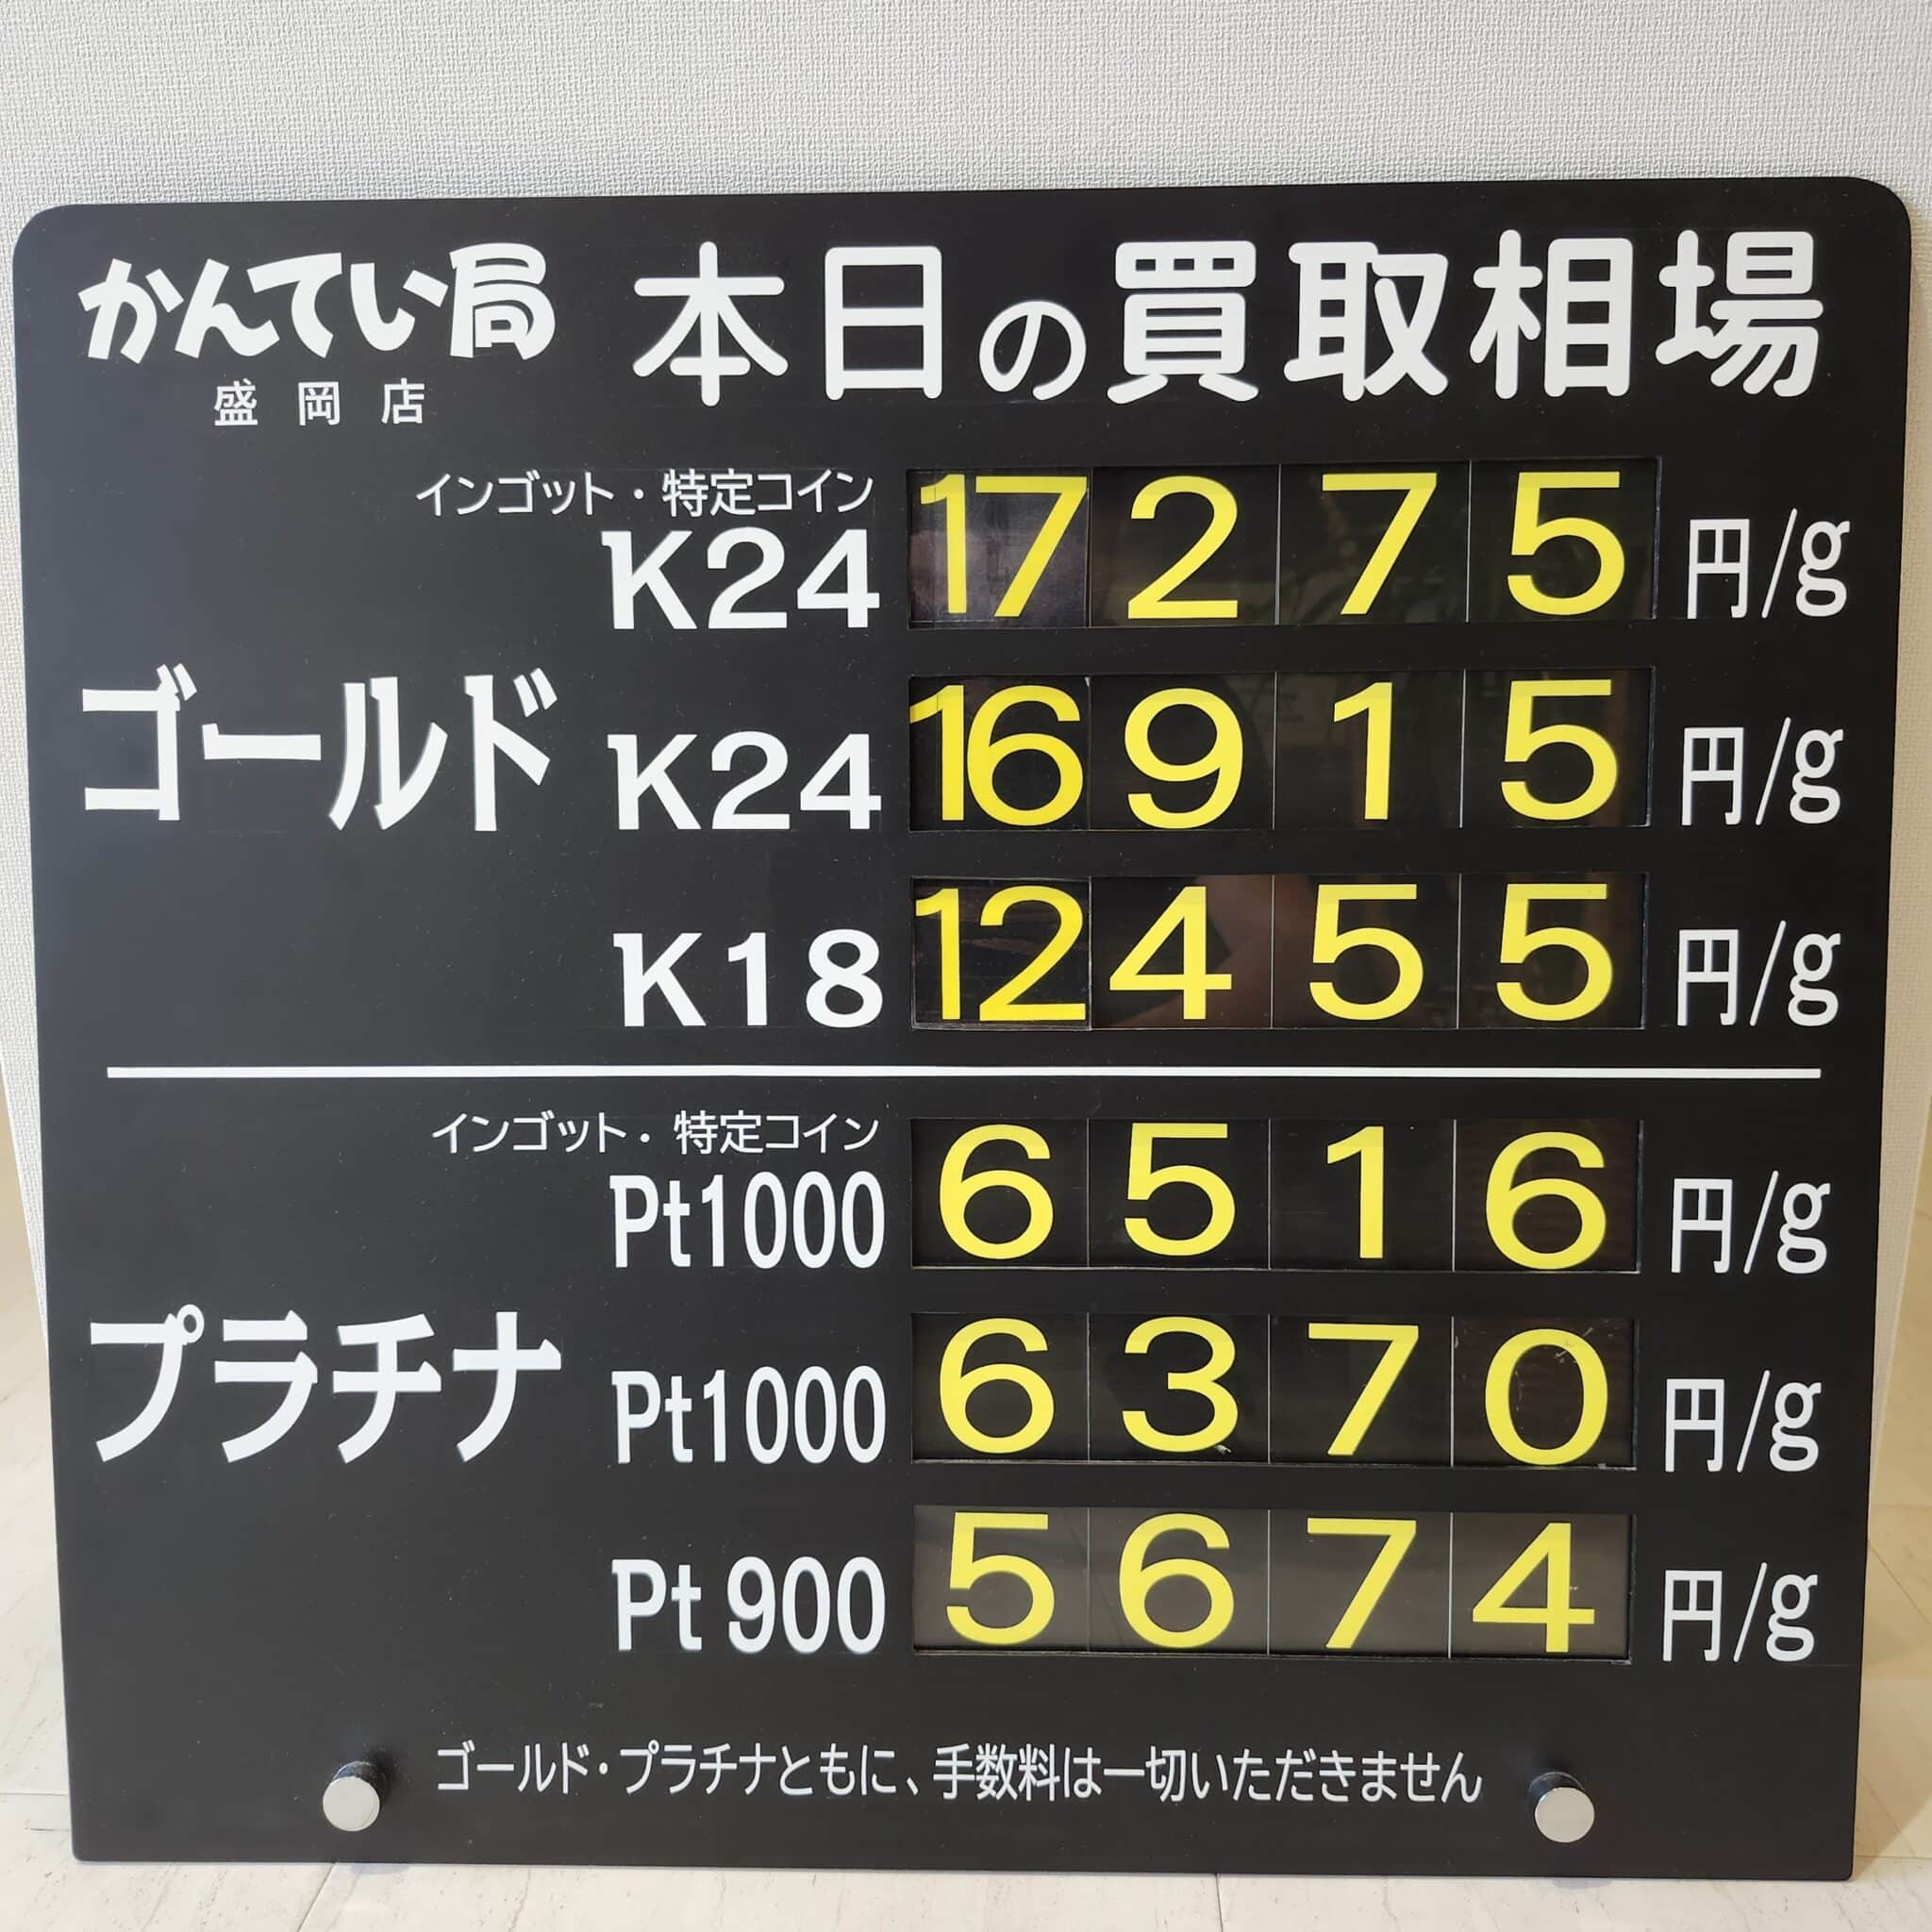 かんてい局 本日の買取相場
盛岡店
インゴット・特定コイン
K24 17275 円/g
ゴールド K24 16915 円/g
K18 12455 円/g
インゴット・特定コイン
Pt1000 6516 円/g
プラチナ Pt1000 6370 円/g
Pt 900 5674 円/g
ゴールド・プラチナともに、手数料は一切いただきません